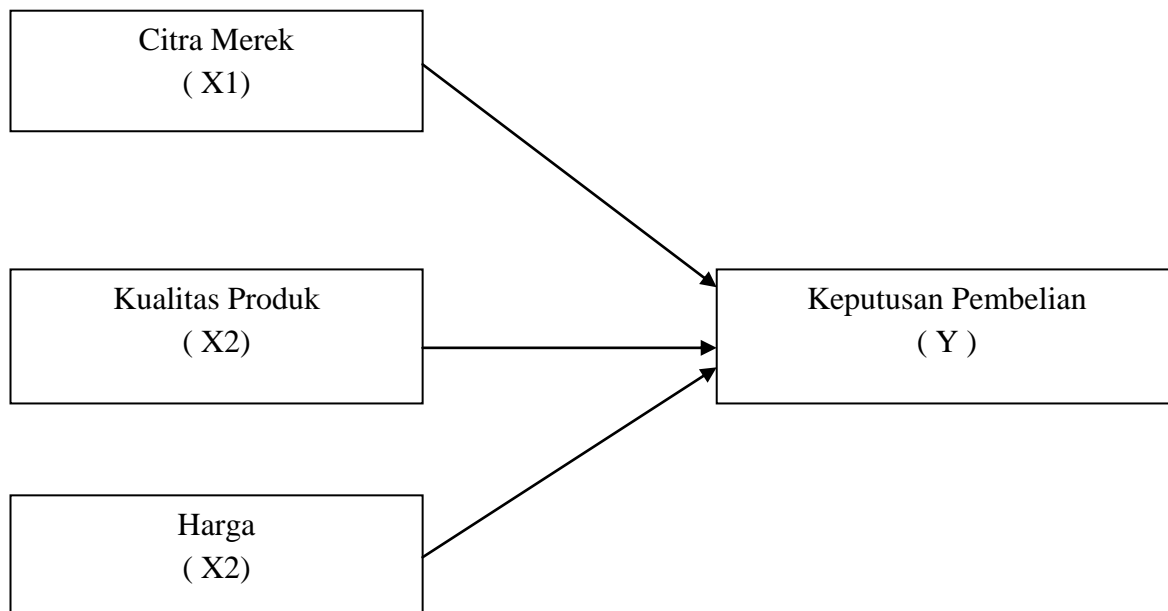 Citra Merek
( X1)
Kualitas Produk
( X2)
Keputusan Pembelian
( Y )
Harga
( X2)